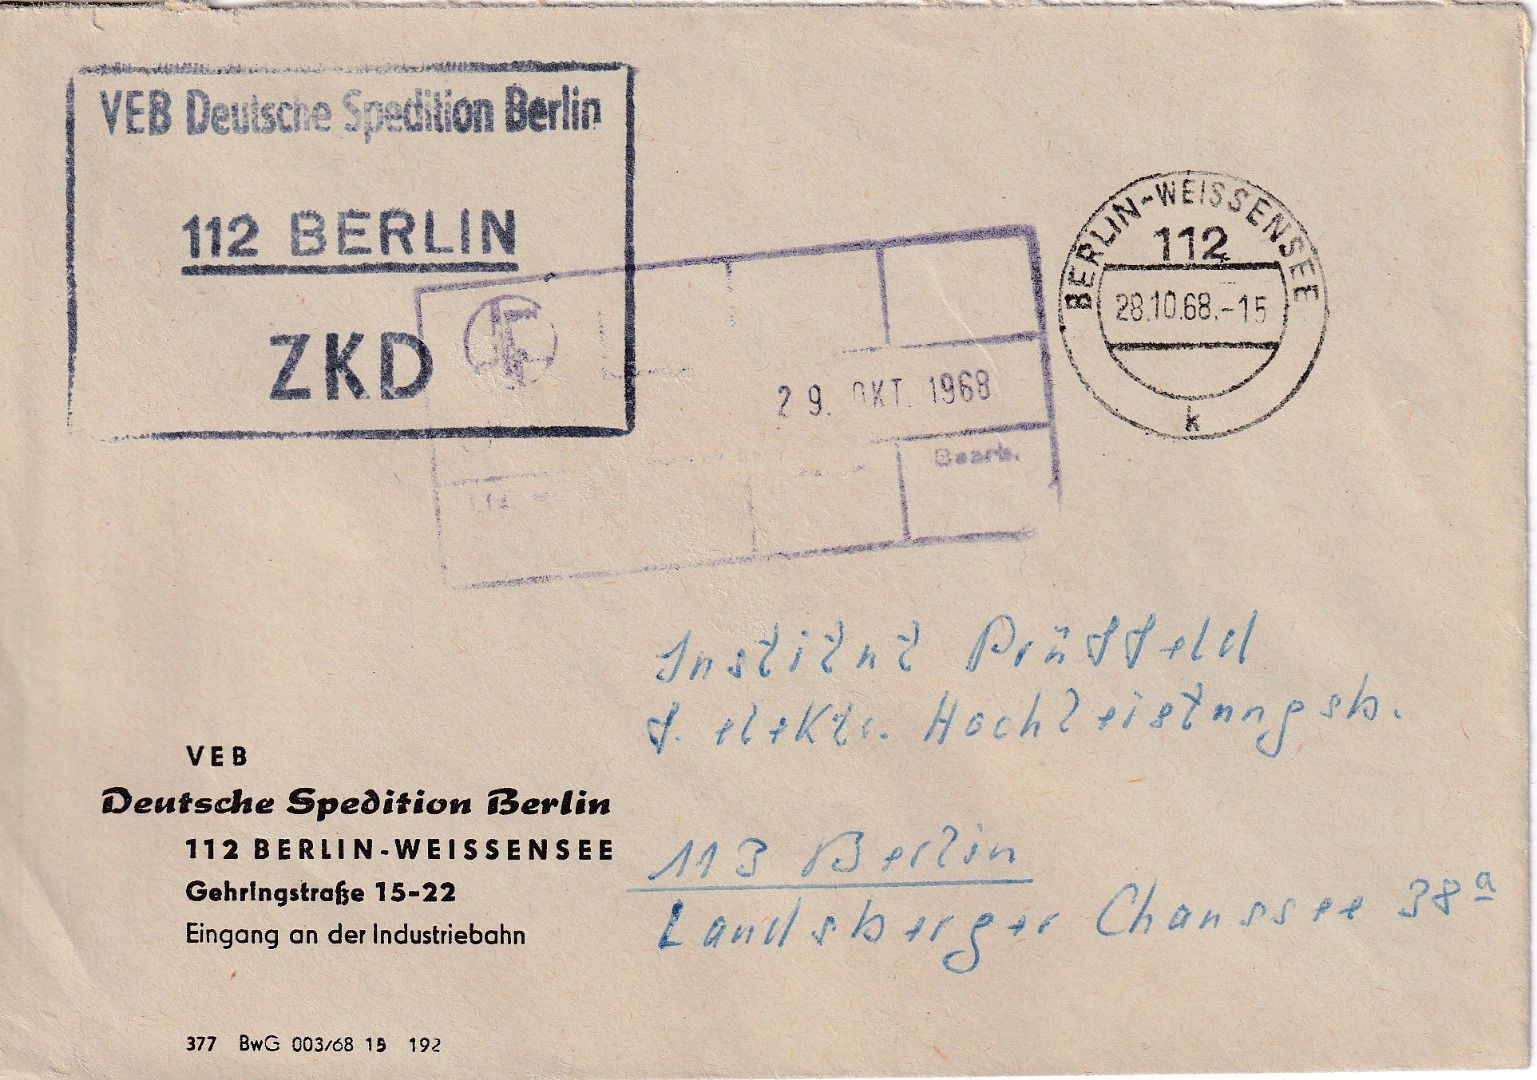 VEB Deutsche Spedition Berlin
112 BERLIN
ZKD
BERLIN-WEISSENSEE
112
28.10.68.-15
k
29. OKT. 1968
Bearb.
Institut Prüffeld
f. elektr. Hochleistungsb.
113 Berlin
Landsberger Chaussee 38a
VEB
Deutsche Spedition Berlin
112 BERLIN-WEISSENSEE
Gehringstraße 15-22
Eingang an der Industriebahn
377 BwG 003/68 15 192